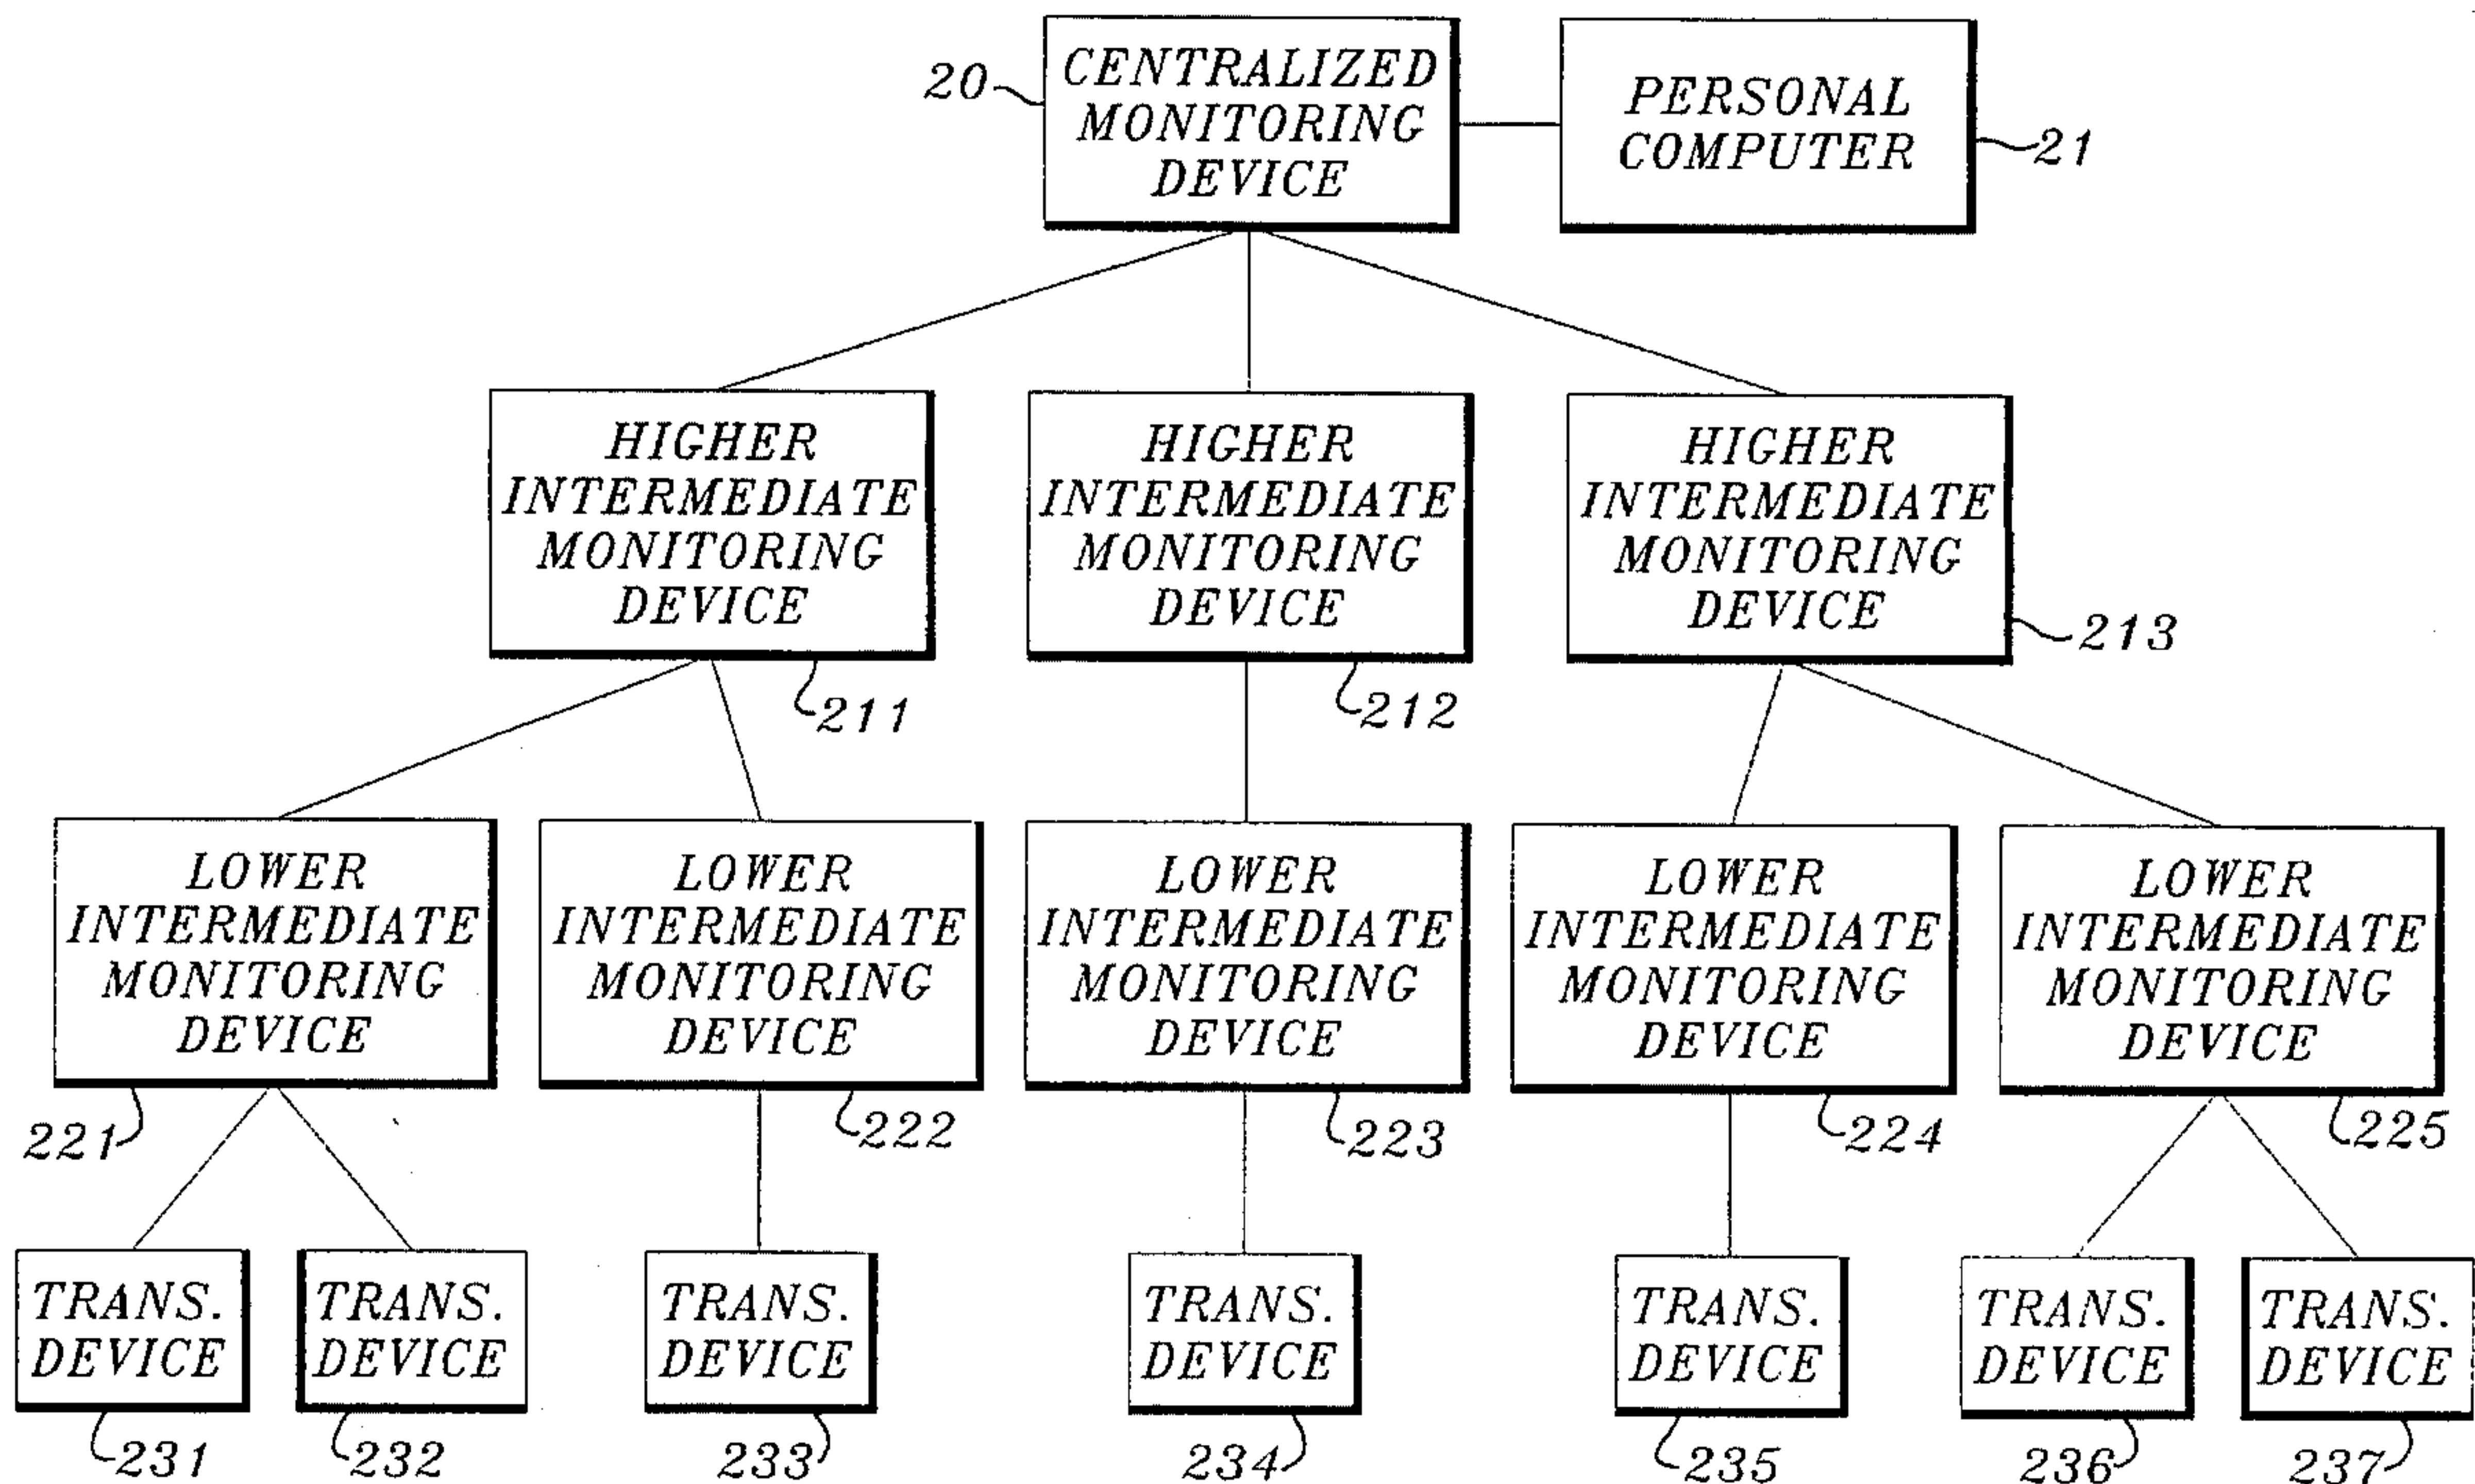 20
CENTRALIZED
MONITORING
DEVICE
PERSONAL
COMPUTER
21
HIGHER
INTERMEDIATE
MONITORING
DEVICE
211
HIGHER
INTERMEDIATE
MONITORING
DEVICE
212
HIGHER
INTERMEDIATE
MONITORING
DEVICE
213
LOWER
INTERMEDIATE
MONITORING
DEVICE
221
LOWER
INTERMEDIATE
MONITORING
DEVICE
222
LOWER
INTERMEDIATE
MONITORING
DEVICE
223
LOWER
INTERMEDIATE
MONITORING
DEVICE
224
LOWER
INTERMEDIATE
MONITORING
DEVICE
225
TRANS.
DEVICE
231
TRANS.
DEVICE
232
TRANS.
DEVICE
233
TRANS.
DEVICE
234
TRANS.
DEVICE
235
TRANS.
DEVICE
236
TRANS.
DEVICE
237